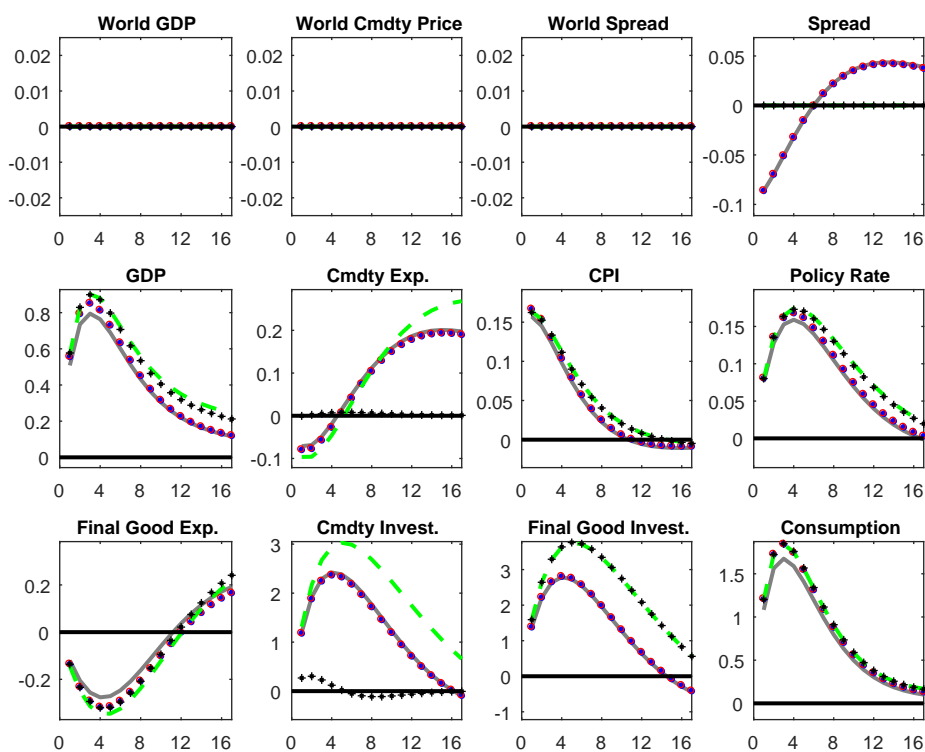 World GDP World Cmdty Price World Spread Spread
0.02 0.02 0.02 0.05
0.01 0.01 0.01 0
0 0 0 -0.05
-0.01 -0.01 -0.01 -0.1
-0.02 -0.02 -0.02
0 4 8 12 16 0 4 8 12 16 0 4 8 12 16 0 4 8 12 16
GDP Cmdty Exp. CPI Policy Rate
0.8 0.2 0.15 0.15
0.6 0.1 0.1 0.1
0.4 0 0.05 0.05
0.2 -0.1 0 0
0
0 4 8 12 16 0 4 8 12 16 0 4 8 12 16 0 4 8 12 16
Final Good Exp. Cmdty Invest. Final Good Invest. Consumption
0.2 3 3 1.5
0 2 2 1
-0.2 1 1 0.5
0 0 0
-1
0 4 8 12 16 0 4 8 12 16 0 4 8 12 16 0 4 8 12 16